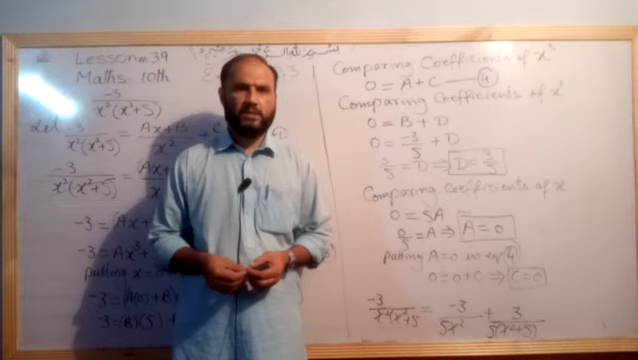 Lesson #39
Maths-10th
-3
x²(x²+5)
Let -3/x²(x²+5) = Ax+B/x² + C
-3/x²(x²+5) = (Ax+
-3 = (Ax+
-3 = Ax³+
Putting x =
-3 = (A(0)+B)
-3 = (B)(5)+
Comparing Coefficients of x³
0 = A+C — (4)
Comparing Coefficients of x²
0 = B+D
0 = -3/5 + D
3/5 = D ⇒ D = 3/5
Comparing Coefficients of x
0 = 5A
0/5 = A ⇒ A = 0
Putting A=0 in eq (4)
0 = 0+C ⇒ C=0
-3/x²(x²+5 = -3/5x² + 3/5(x²+5)